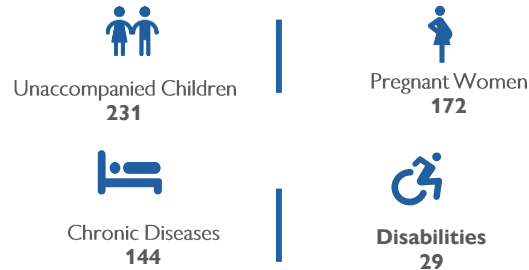 Unaccompanied Children
231
Pregnant Women
172
Chronic Diseases
144
Disabilities
29